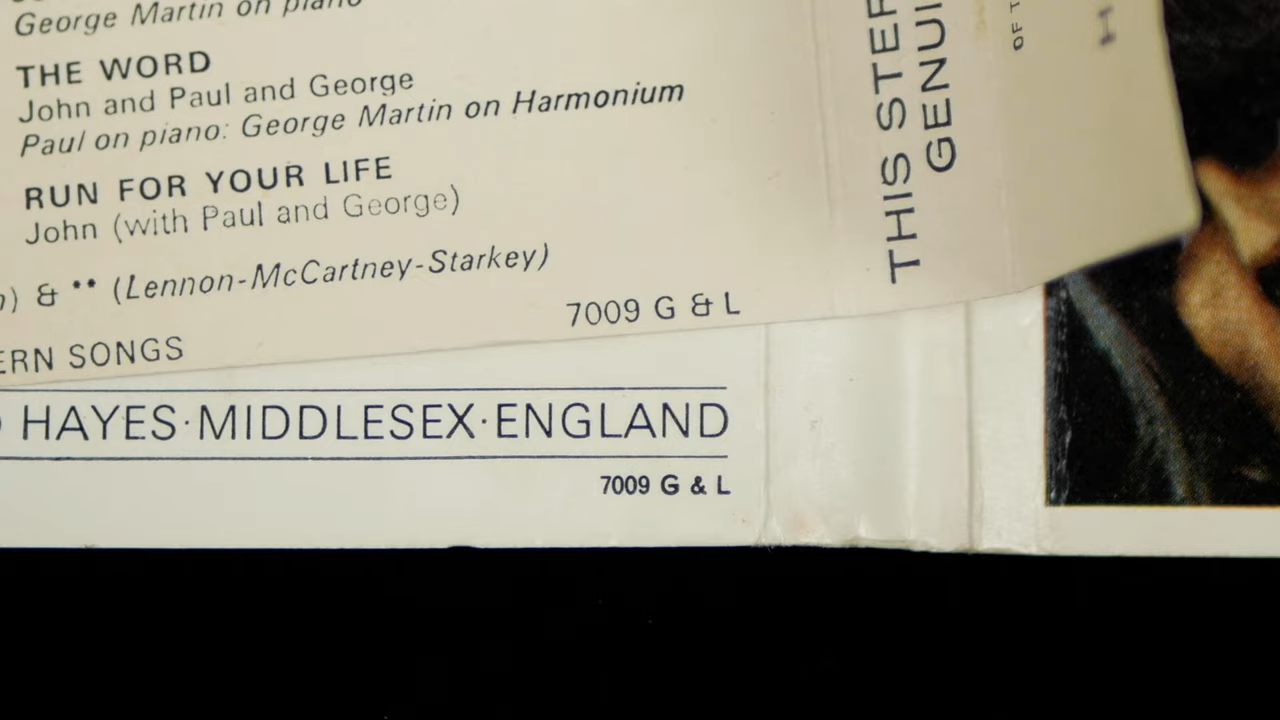 George Martin on piano
THE WORD
John and Paul and George
Paul on piano: George Martin on Harmonium
RUN FOR YOUR LIFE
John (with Paul and George)
) & ** (Lennon-McCartney-Starkey)
7009 G & L
ERN SONGS
THIS STER
GENUI
OF T
H
HAYES·MIDDLESEX·ENGLAND
7009 G & L